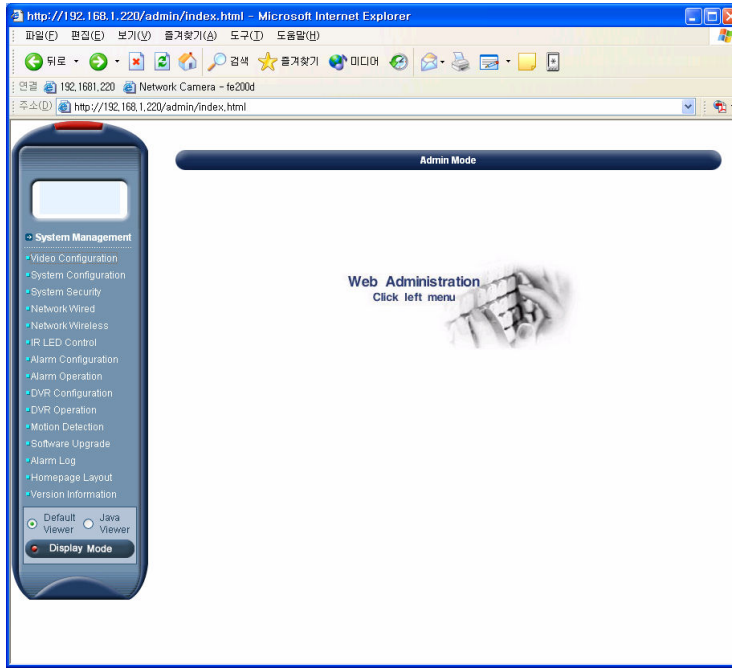 http://192.168.1.220/admin/index.html - Microsoft Internet Explorer
파일(F) 편집(E) 보기(V) 즐겨찾기(A) 도구(T) 도움말(H)
뒤로 검색 즐겨찾기 미디어
연결 192.1681.220 Network Camera - fe200d
주소(D) http://192.168.1.220/admin/index.html
Admin Mode
System Management
Video Configuration
System Configuration
System Security
Network Wired
Network Wireless
IR LED Control
Alarm Configuration
Alarm Operation
DVR Configuration
DVR Operation
Motion Detection
Software Upgrade
Alarm Log
Homepage Layout
Version Information
Default Viewer
Java Viewer
Display Mode
Web Administration
Click left menu